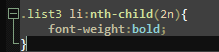 .list3 li:nth-child(2n){
    font-weight:bold;
}